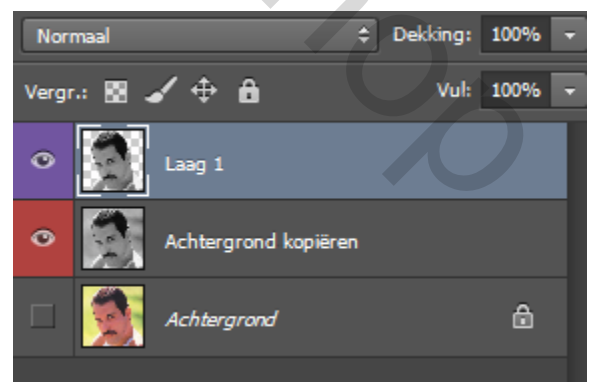 Normaal Dekking: 100%
Vergr.: Vul: 100%
Laag 1
Achtergrond kopiëren
Achtergrond